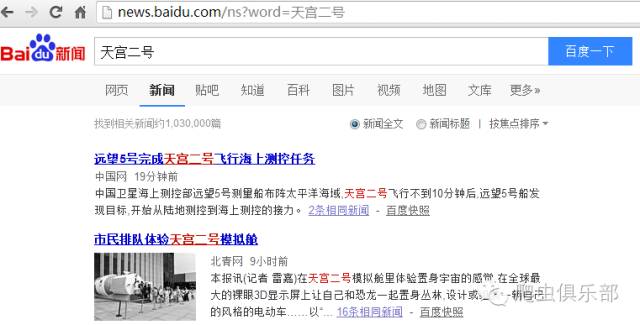 news.baidu.com/ns?word=天宫二号
Bai du 新闻 天宫二号 百度一下
网页 新闻 贴吧 知道 百科 图片 视频 地图 文库 更多»
找到相关新闻约1,030,000篇 新闻全文 新闻标题 | 按焦点排序
远望5号完成天宫二号飞行海上测控任务
中国网 19分钟前
中国卫星海上测控部远望5号测量船布阵太平洋海域,天宫二号飞行不到10分钟后,远望5号船发
现目标,开始从陆地测控到海上测控的接力。 2条相同新闻 - 百度快照
市民排队体验天宫二号模拟舱
北青网 9小时前
本报讯(记者 雷嘉)在天宫二号模拟舱里体验置身宇宙的感觉,在全球最
大的裸眼3D显示屏上让自己和恐龙一起置身丛林,设计或
的风格的电动车……以“... 16条相同新闻 - 百度快照
爬虫俱乐部